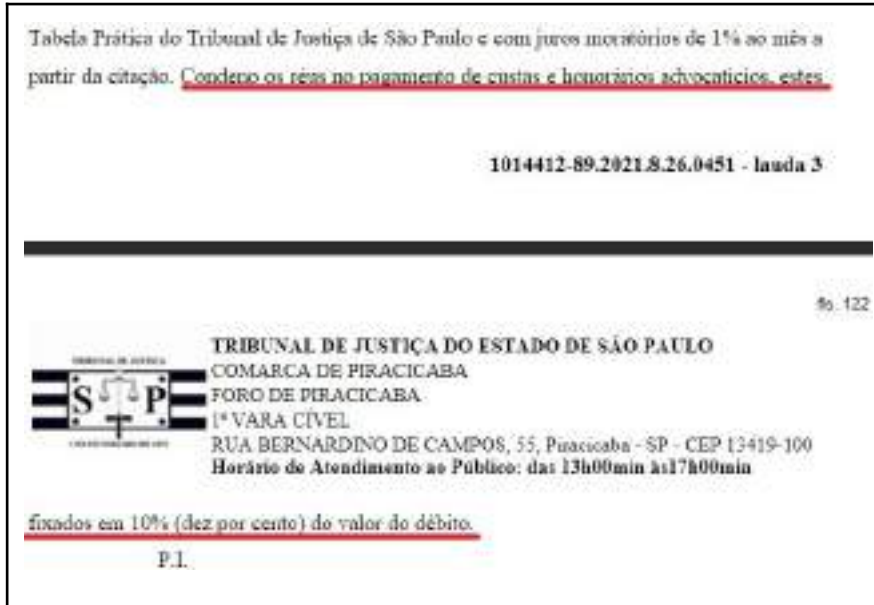 Tabela Prática do Tribunal de Justiça de São Paulo e com juros moratórios de 1% ao mês a
partir da citação. Condeno os réus no pagamento de custas e honorários advocatícios, estes
1014412-89.2021.8.26.0451 - lauda 3
fls. 122
TRIBUNAL DE JUSTIÇA
S P
TRIBUNAL DE JUSTIÇA DO ESTADO DE SÃO PAULO
COMARCA DE PIRACICABA
FORO DE PIRACICABA
1ª VARA CÍVEL
RUA BERNARDINO DE CAMPOS, 55, Piracicaba - SP - CEP 13419-100
Horário de Atendimento ao Público: das 13h00min às17h00min
fixados em 10% (dez por cento) do valor do débito.
P.I.